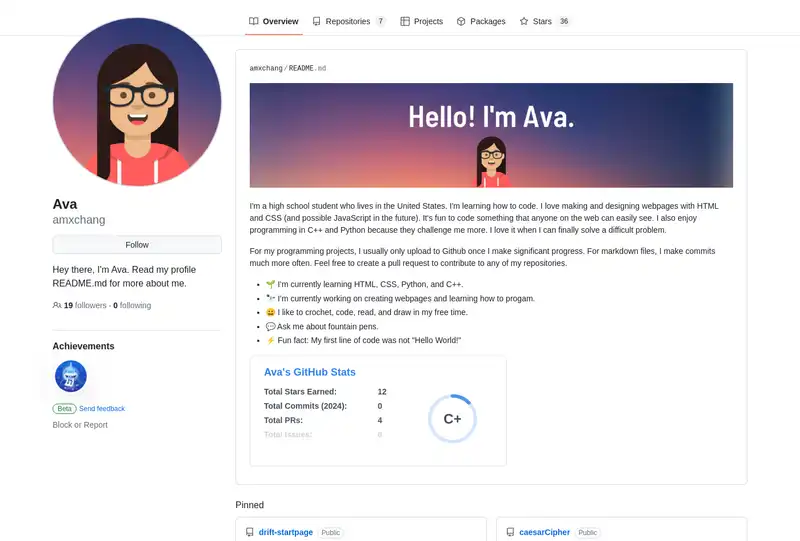 Overview
Repositories 7
Projects
Packages
Stars 36
amxchang/README.md
Hello! I'm Ava.
Ava
amxchang
Follow
Hey there, I'm Ava. Read my profile
README.md for more about me.
19 followers · 0 following
Achievements
Beta Send feedback
Block or Report
I'm a high school student who lives in the United States. I'm learning how to code. I love making and designing webpages with HTML
and CSS (and possible JavaScript in the future). It's fun to code something that anyone on the web can easily see. I also enjoy
programming in C++ and Python because they challenge me more. I love it when I can finally solve a difficult problem.
For my programming projects, I usually only upload to Github once I make significant progress. For markdown files, I make commits
much more often. Feel free to create a pull request to contribute to any of my repositories.
• 🌱 I'm currently learning HTML, CSS, Python, and C++.
• 🔭 I'm currently working on creating webpages and learning how to progam.
• 😄 I like to crochet, code, read, and draw in my free time.
• 💬 Ask me about fountain pens.
• ⚡ Fun fact: My first line of code was not "Hello World!"
Ava's GitHub Stats
Total Stars Earned: 12
Total Commits (2024): 0
Total PRs: 4
Total Issues: 0
C+
Pinned
drift-startpage Public
caesarCipher Public